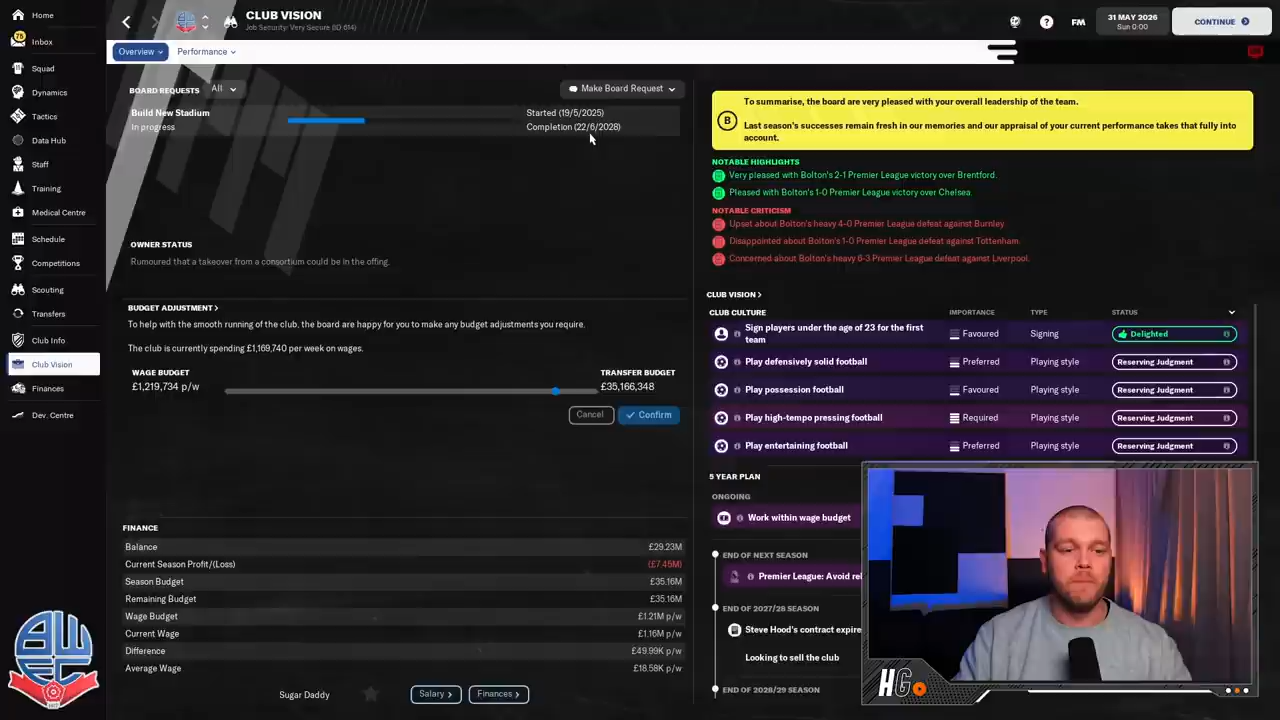 Home
75
Inbox
Squad
Dynamics
Tactics
Data Hub
Staff
Training
Medical Centre
Schedule
Competitions
Scouting
Transfers
Club Info
Club Vision
Finances
Dev. Centre
CLUB VISION
Job Security: Very Secure (ID:614)
FM
31 MAY 2026
Sun 0:00
CONTINUE
Overview
Performance
BOARD REQUESTS
All
Make Board Request
Build New Stadium
In progress
Started (19/5/2025)
Completion (22/6/2028)
OWNER STATUS
Rumoured that a takeover from a consortium could be in the offing.
BUDGET ADJUSTMENT >
To help with the smooth running of the club, the board are happy for you to make any budget adjustments you require.
The club is currently spending £1,169,740 per week on wages.
WAGE BUDGET
£1,219,734 p/w
TRANSFER BUDGET
£35,166,348
Cancel
Confirm
FINANCE
Balance £29.23M
Current Season Profit/(Loss) (£7.45M)
Season Budget £35.16M
Remaining Budget £35.16M
Wage Budget £1.21M p/w
Current Wage £1.16M p/w
Difference £49.99K p/w
Average Wage £18.58K p/w
Sugar Daddy
Salary >
Finances >
B
To summarise, the board are very pleased with your overall leadership of the team.
Last season's successes remain fresh in our memories and our appraisal of your current performance takes that fully into
account.
NOTABLE HIGHLIGHTS
Very pleased with Bolton's 2-1 Premier League victory over Brentford.
Pleased with Bolton's 1-0 Premier League victory over Chelsea.
NOTABLE CRITICISM
Upset about Bolton's heavy 4-0 Premier League defeat against Burnley.
Disappointed about Bolton's 1-0 Premier League defeat against Tottenham.
Concerned about Bolton's heavy 6-3 Premier League defeat against Liverpool.
CLUB VISION >
CLUB CULTURE IMPORTANCE TYPE STATUS
Sign players under the age of 23 for the first
team
Favoured Signing Delighted
Play defensively solid football Preferred Playing style Reserving Judgment
Play possession football Favoured Playing style Reserving Judgment
Play high-tempo pressing football Required Playing style Reserving Judgment
Play entertaining football Preferred Playing style Reserving Judgment
5 YEAR PLAN
ONGOING
Work within wage budget
END OF NEXT SEASON
Premier League: Avoid rel
END OF 2027/28 SEASON
Steve Hood's contract expire
Looking to sell the club
END OF 2028/29 SEASON
HG